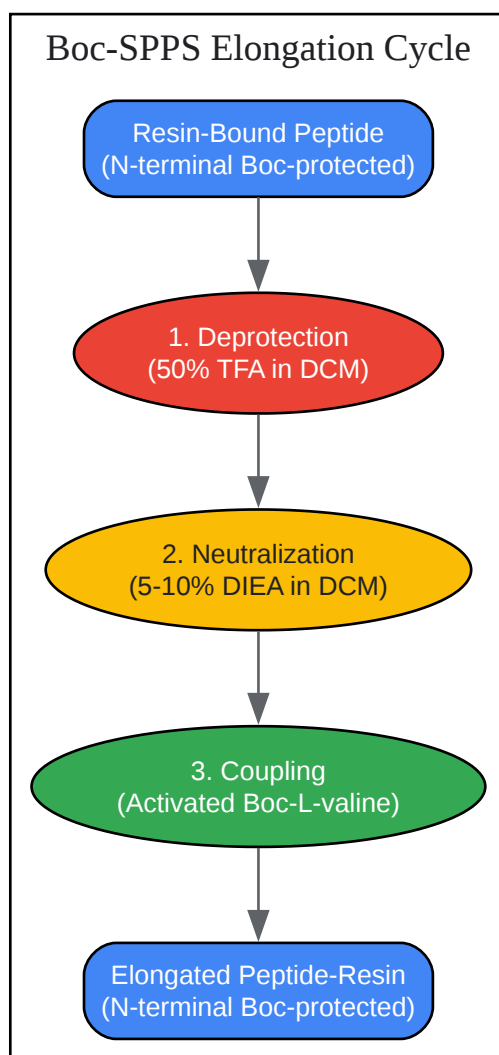 Boc-SPPS Elongation Cycle
Resin-Bound Peptide
(N-terminal Boc-protected)
1. Deprotection
(50% TFA in DCM)
2. Neutralization
(5-10% DIEA in DCM)
3. Coupling
(Activated Boc-L-valine)
Elongated Peptide-Resin
(N-terminal Boc-protected)